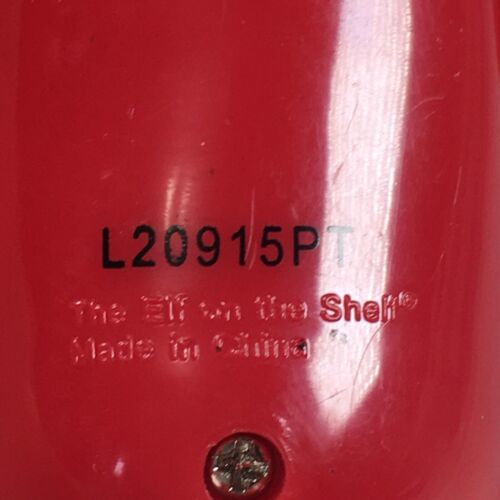 L20915PT
The Elf on the Shelf®
Made in China